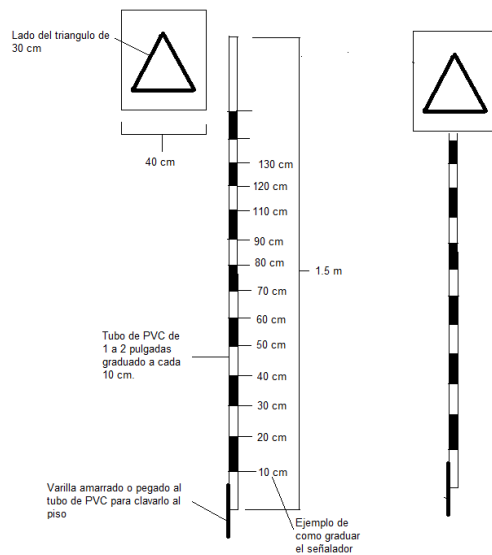 Lado del triangulo de
30 cm
40 cm
130 cm
120 cm
110 cm
90 cm
80 cm
70 cm
60 cm
50 cm
40 cm
30 cm
20 cm
10 cm
1.5 m
Tubo de PVC de
1 a 2 pulgadas
graduado a cada
10 cm.
Varilla amarrado o pegado al
tubo de PVC para clavarlo al
piso
Ejemplo de
como graduar
el señalador